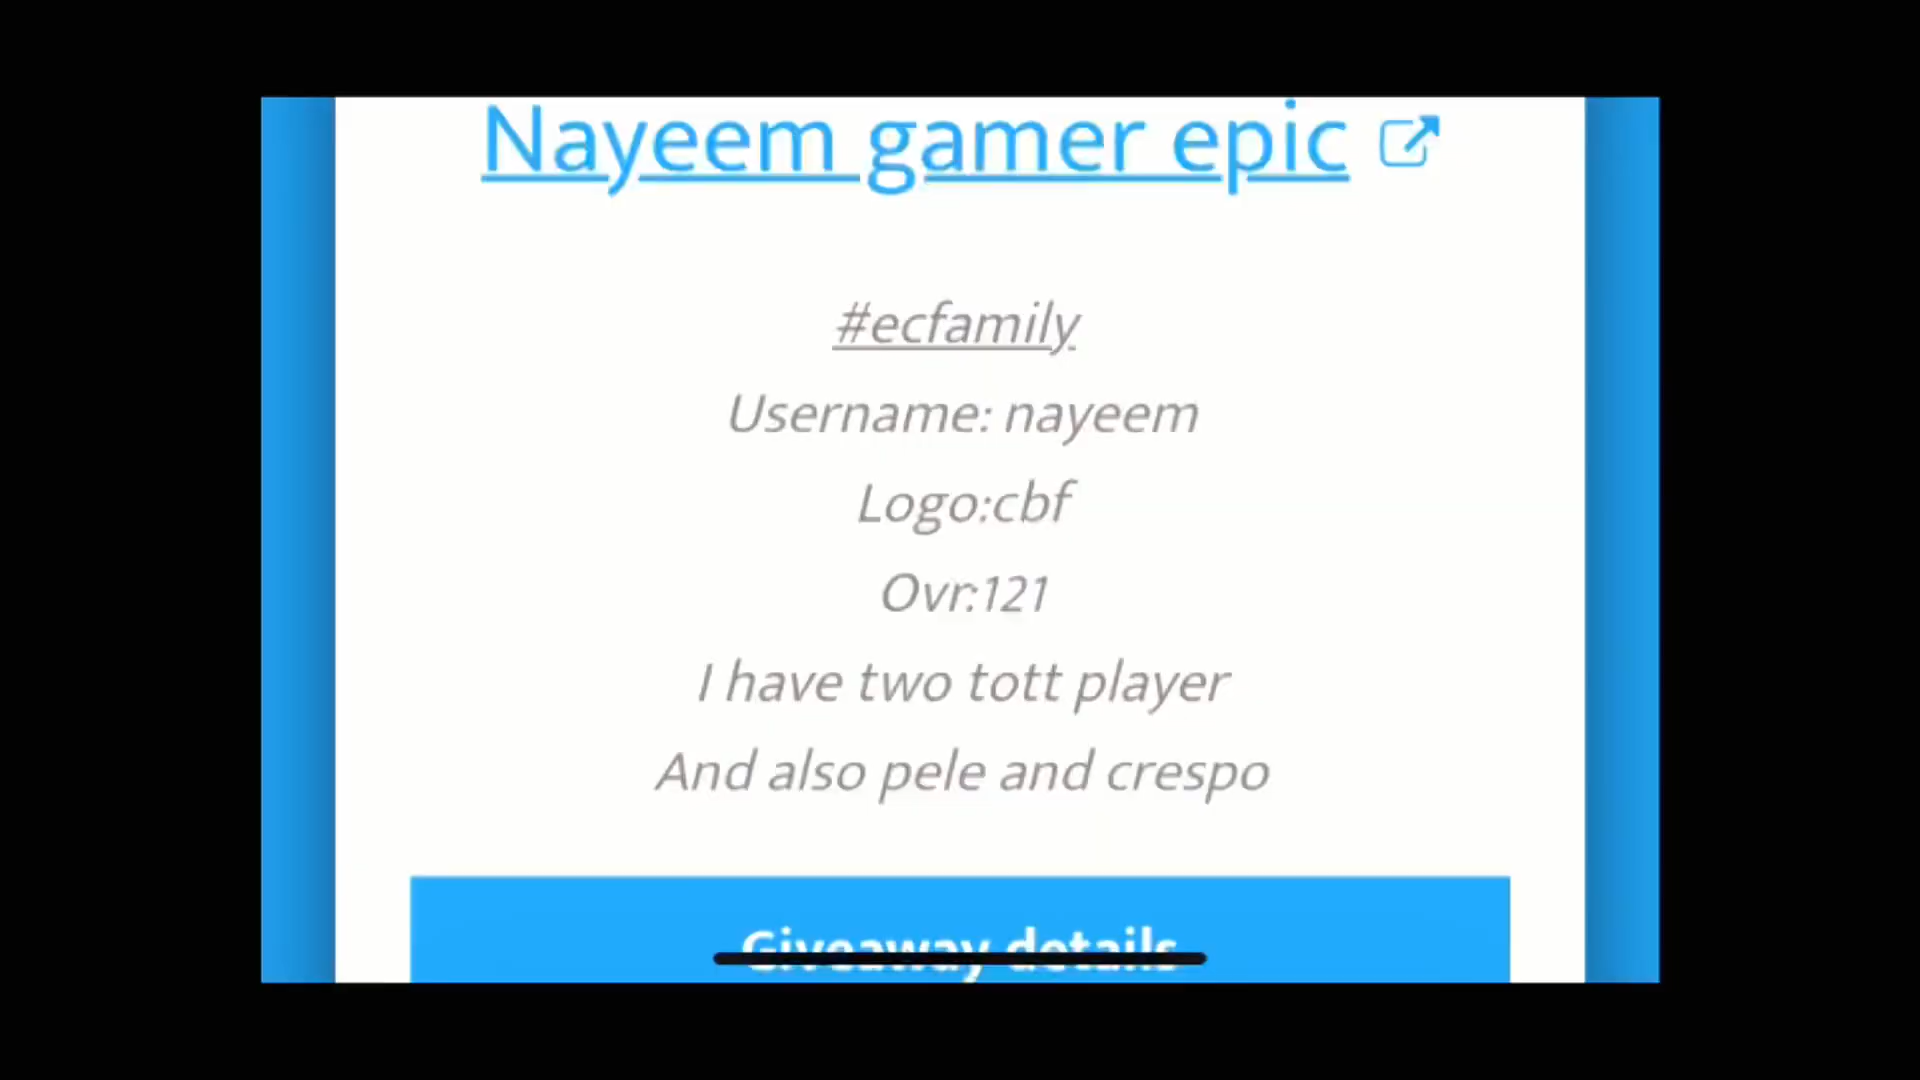 Nayeem gamer epic
#ecfamily
Username: nayeem
Logo:cbf
Ovr:121
I have two tott player
And also pele and crespo
Giveaway details